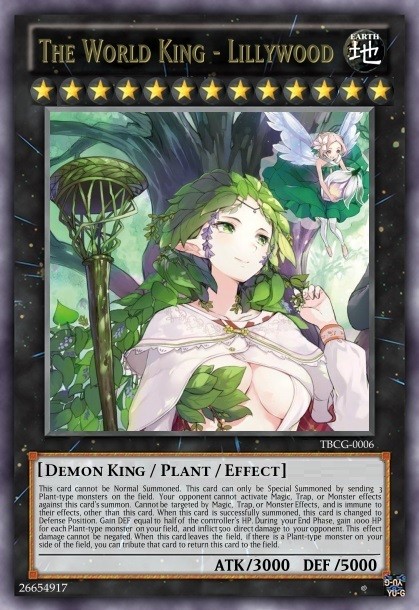 The World King - Lillywood
EARTH
地
TBCG-0006
[Demon King / Plant / Effect]
This card cannot be Normal Summoned. This card can only be Special Summoned by sending 3
Plant-type monsters on the field. Your opponent cannot activate Magic, Trap, or Monster effects
against this card's summon. Cannot be targeted by Magic, Trap, or Monster Effects, and is immune to
their effects, other than this card. When this card is successfully summoned, this card is changed to
Defense Position. Gain DEF equal to half of the controller's HP. During your End Phase, gain 1000 HP
for each Plant-type monster on your field, and inflict 500 direct damage to your opponent. This effect
damage cannot be negated. When this card leaves the field, if there is a Plant-type monster on your
side of the field, you can tribute that card to return this card to the field.
ATK/3000 DEF/5000
26654917